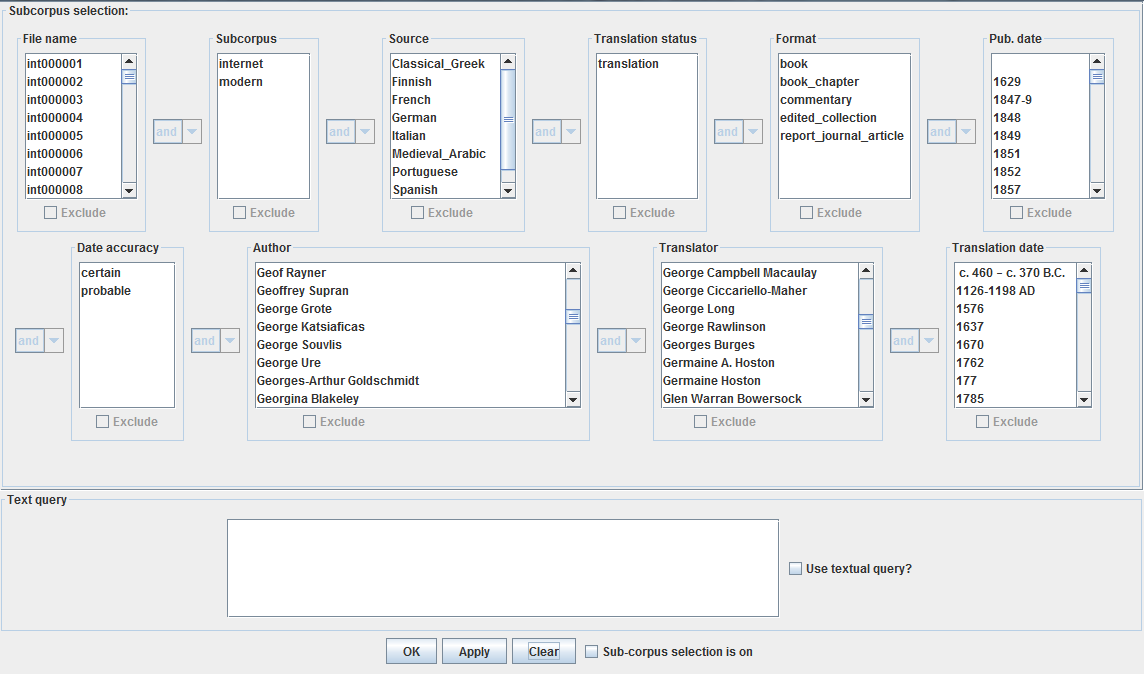 Subcorpus selection:
File name
int000001
int000002
int000003
int000004
int000005
int000006
int000007
int000008
Exclude
and
Subcorpus
internet
modern
Exclude
and
Source
Classical_Greek
Finnish
French
German
Italian
Medieval_Arabic
Portuguese
Spanish
Exclude
and
Translation status
translation
Exclude
and
Format
book
book_chapter
commentary
edited_collection
report_journal_article
Exclude
and
Pub. date
1629
1847-9
1848
1849
1851
1852
1857
Exclude
and
Date accuracy
certain
probable
Exclude
and
Author
Geof Rayner
Geoffrey Supran
George Grote
George Katsiaficas
George Souvlis
George Ure
Georges-Arthur Goldschmidt
Georgina Blakeley
Exclude
and
Translator
George Campbell Macaulay
George Ciccariello-Maher
George Long
George Rawlinson
Georges Burges
Germaine A. Hoston
Germaine Hoston
Glen Warran Bowersock
Exclude
and
Translation date
c. 460 – c. 370 B.C.
1126-1198 AD
1576
1637
1670
1762
177
1785
Exclude
Text query
Use textual query?
OK
Apply
Clear
Sub-corpus selection is on